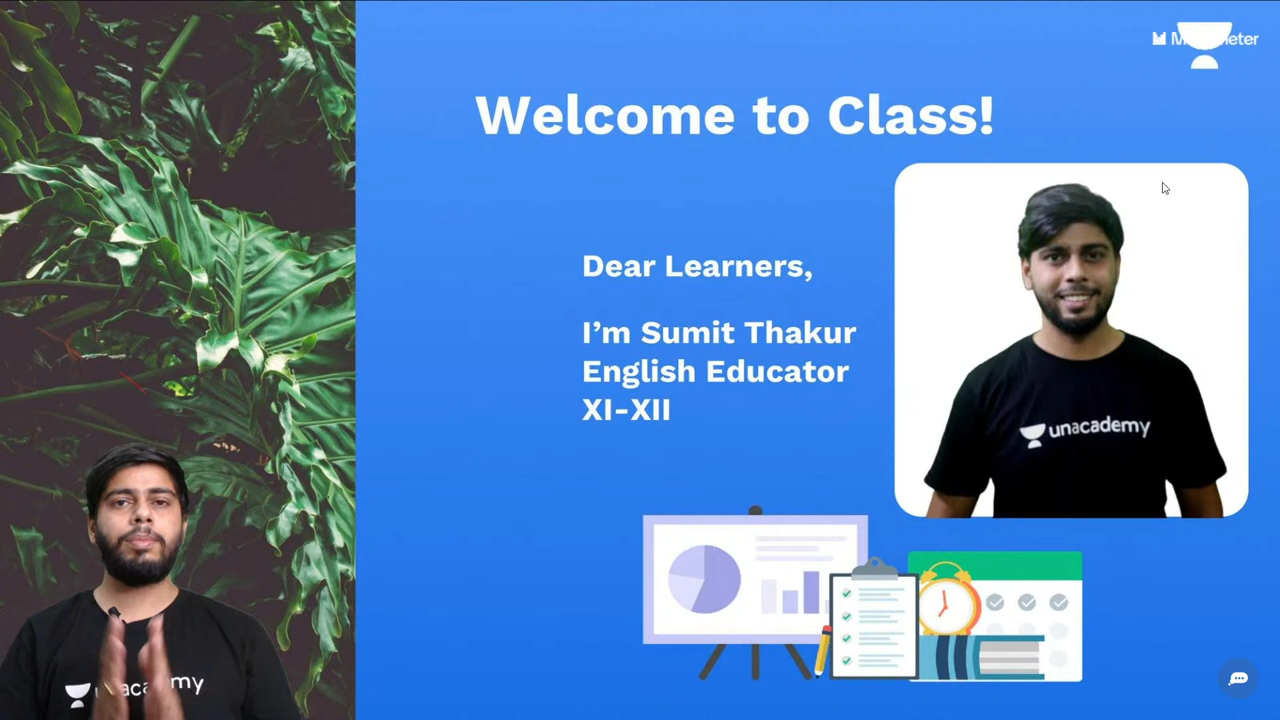 Welcome to Class!
Dear Learners,
I’m Sumit Thakur
English Educator
XI-XII
unacademy